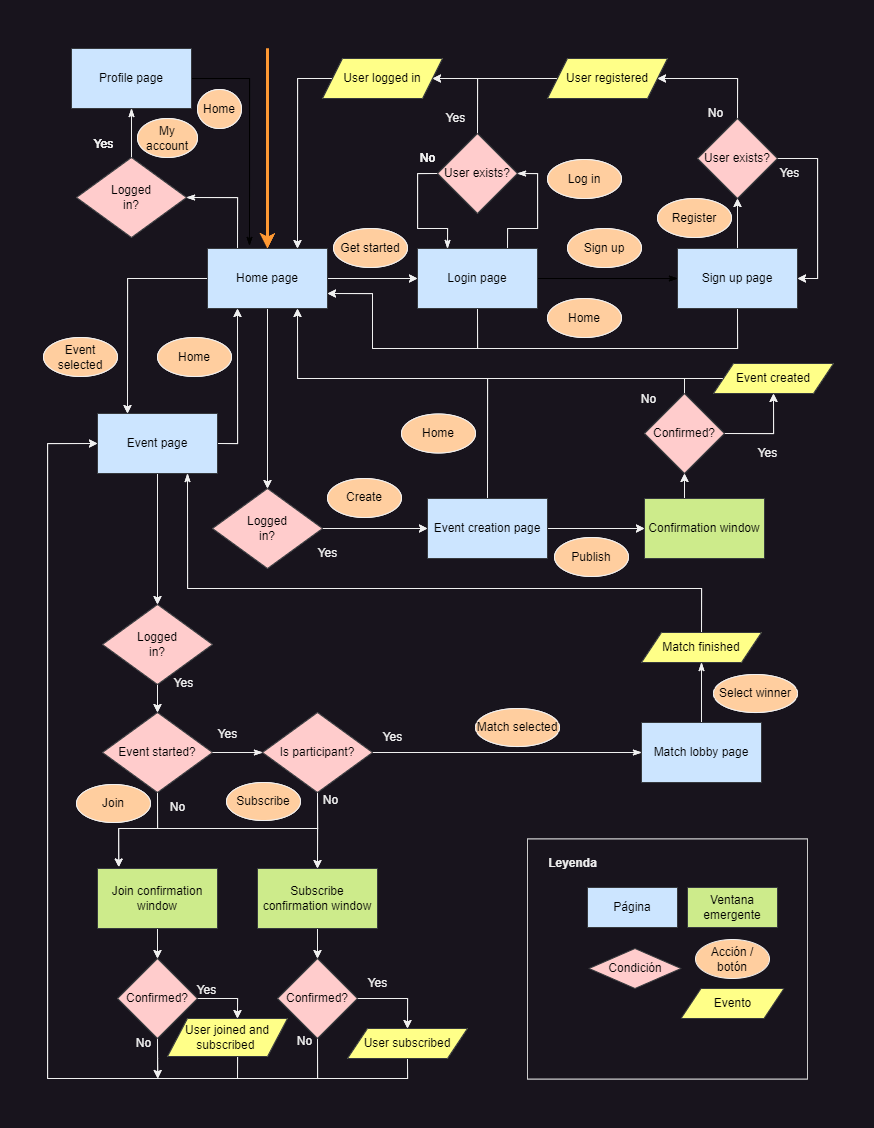 Profile page
User logged in
User registered
Home
Yes
My
account
Yes
No
User exists?
Log in
No
User exists?
Yes
Logged
in?
Register
Get started
Sign up
Home page
Login page
Sign up page
Home
Event
selected
Home
Event created
No
Event page
Home
Confirmed?
Yes
Create
Logged
in?
Yes
Event creation page
Publish
Confirmation window
Logged
in?
Yes
Match finished
Select winner
Event started?
Yes
Is participant?
Yes
Match selected
Match lobby page
Join
No
Subscribe
No
Join confirmation
window
Subscribe
confirmation window
Confirmed?
Yes
No
User joined and
subscribed
Confirmed?
Yes
No
User subscribed
Leyenda
Página
Ventana
emergente
Condición
Acción /
botón
Evento